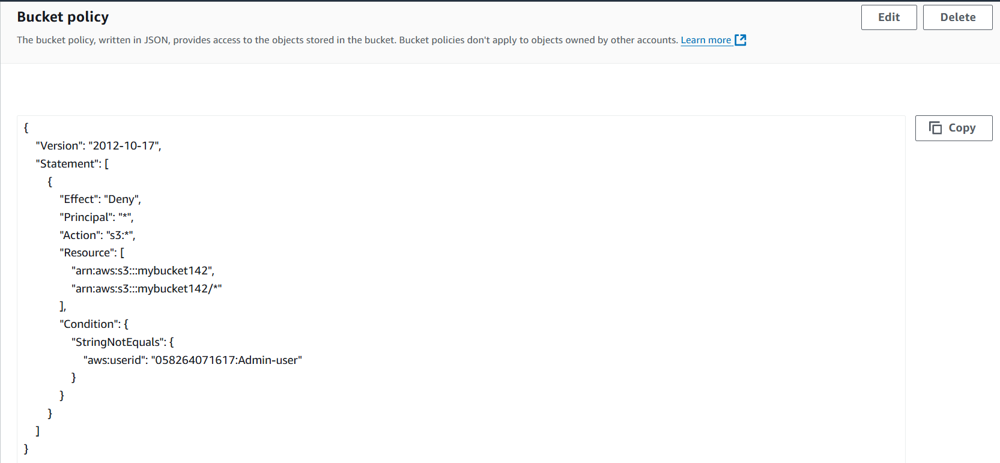 Bucket policy
Edit
Delete
The bucket policy, written in JSON, provides access to the objects stored in the bucket. Bucket policies don't apply to objects owned by other accounts. Learn more
Copy
{
"Version": "2012-10-17",
"Statement": [
{
"Effect": "Deny",
"Principal": "*",
"Action": "s3:*",
"Resource": [
"arn:aws:s3:::mybucket142",
"arn:aws:s3:::mybucket142/*"
],
"Condition": {
"StringNotEquals": {
"aws:userid": "058264071617:Admin-user"
}
}
}
]
}